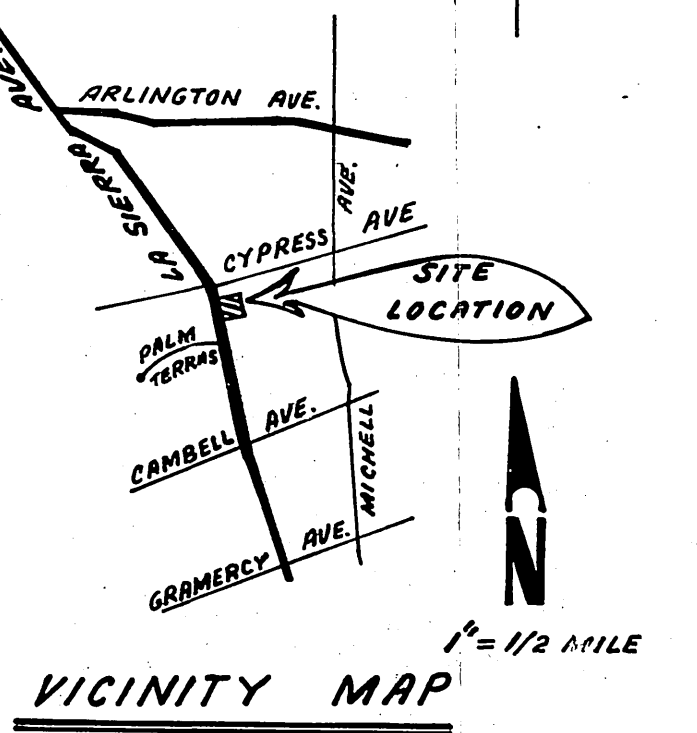 AVE.
ARLINGTON AVE.
LA SIERRA
AVE.
CYPRESS AVE
SITE
LOCATION
PALM
TERRAS
CAMBELL AVE.
MICHELL
GRAMERCY AVE.
N
1"= 1/2 MILE
VICINITY MAP